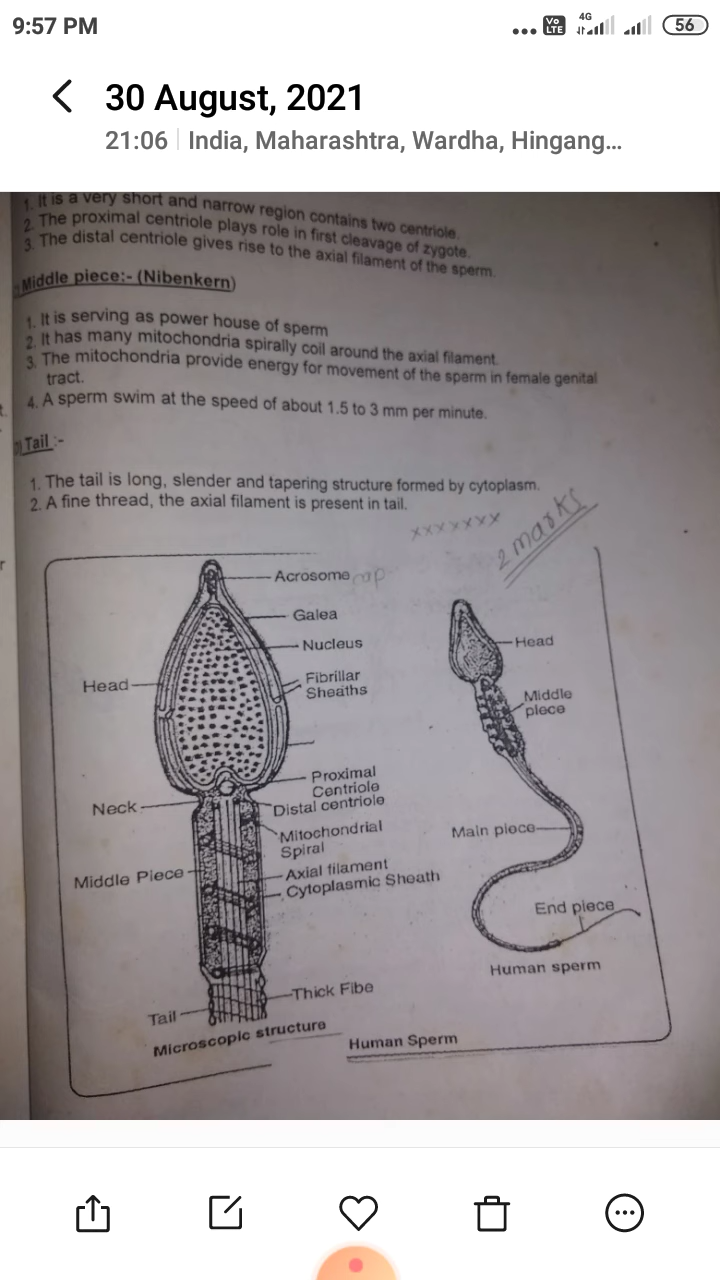 9:57 PM
Vo LTE 4G 56
30 August, 2021
21:06 India, Maharashtra, Wardha, Hingang...
1. It is a very short and narrow region contains two centriole.
2. The proximal centriole plays role in first cleavage of zygote.
3. The distal centriole gives rise to the axial filament of the sperm.
Middle piece:- (Nibenkern)
1. It is serving as power house of sperm
2. It has many mitochondria spirally coil around the axial filament.
3. The mitochondria provide energy for movement of the sperm in female genital
tract.
4. A sperm swim at the speed of about 1.5 to 3 mm per minute.
Tail :-
1. The tail is long, slender and tapering structure formed by cytoplasm.
2. A fine thread, the axial filament is present in tail.
xxxxxxx
2 marks
Acrosome
Galea
Nucleus
Head
Fibrillar
Sheaths
Proximal
Centriole
Neck
Distal centriole
Mitochondrial
Spiral
Middle Piece
Axial filament
Cytoplasmic Sheath
Thick Fibe
Tail
Microscopic structure
Head
Middle
piece
Main piece
End piece
Human sperm
Human Sperm